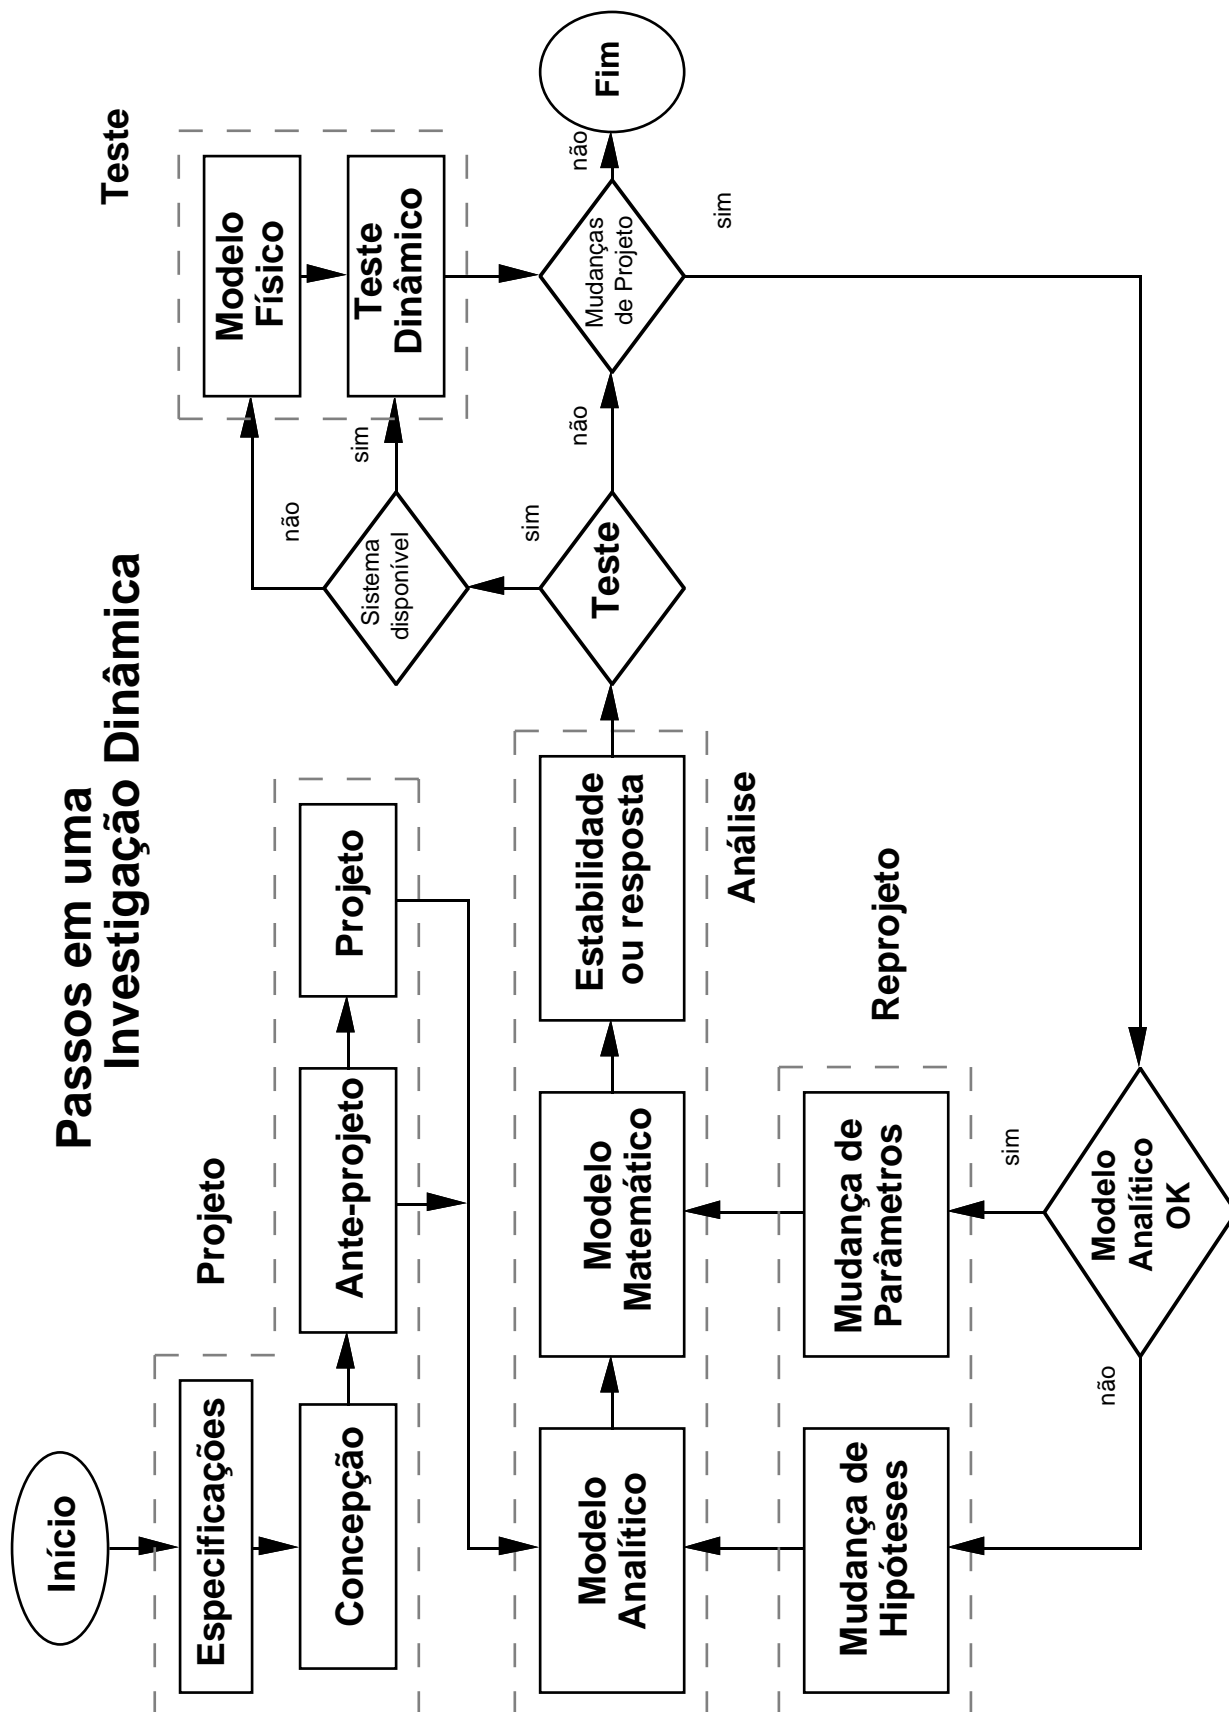 Passos em uma
Investigação Dinâmica
Início
Especificações
Concepção
Projeto
Ante-projeto
Projeto
Teste
Modelo
Físico
Teste
Dinâmico
não
sim
Sistema
disponível
sim
Teste
não
Mudanças
de Projeto
não
Fim
sim
Modelo
Analítico
Modelo
Matemático
Estabilidade
ou resposta
Análise
Reprojeto
Mudança de
Hipóteses
Mudança de
Parâmetros
sim
não
Modelo
Analítico
OK